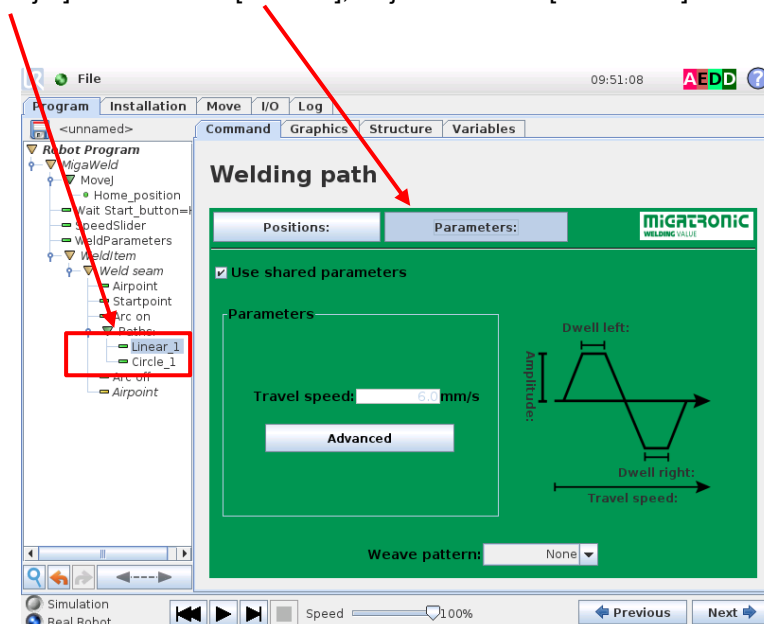 File
09:51:08
AEDD
?
Program Installation Move I/O Log
<unnamed>
Command Graphics Structure Variables
Robot Program
MigaWeld
MoveJ
Home_position
Wait Start_button=
SpeedSlider
WeldParameters
WeldItem
Weld seam
Airpoint
Startpoint
Arc on
Paths:
Linear_1
Circle_1
Arc off
Airpoint
Welding path
Positions:
Parameters:
MIGATRONIC
WELDING VALUE
Use shared parameters
Parameters
Travel speed: 6.0 mm/s
Advanced
Dwell left:
Amplitude:
Dwell right:
Travel speed:
Weave pattern: None
Simulation
Real Robot
Speed 100%
Previous
Next